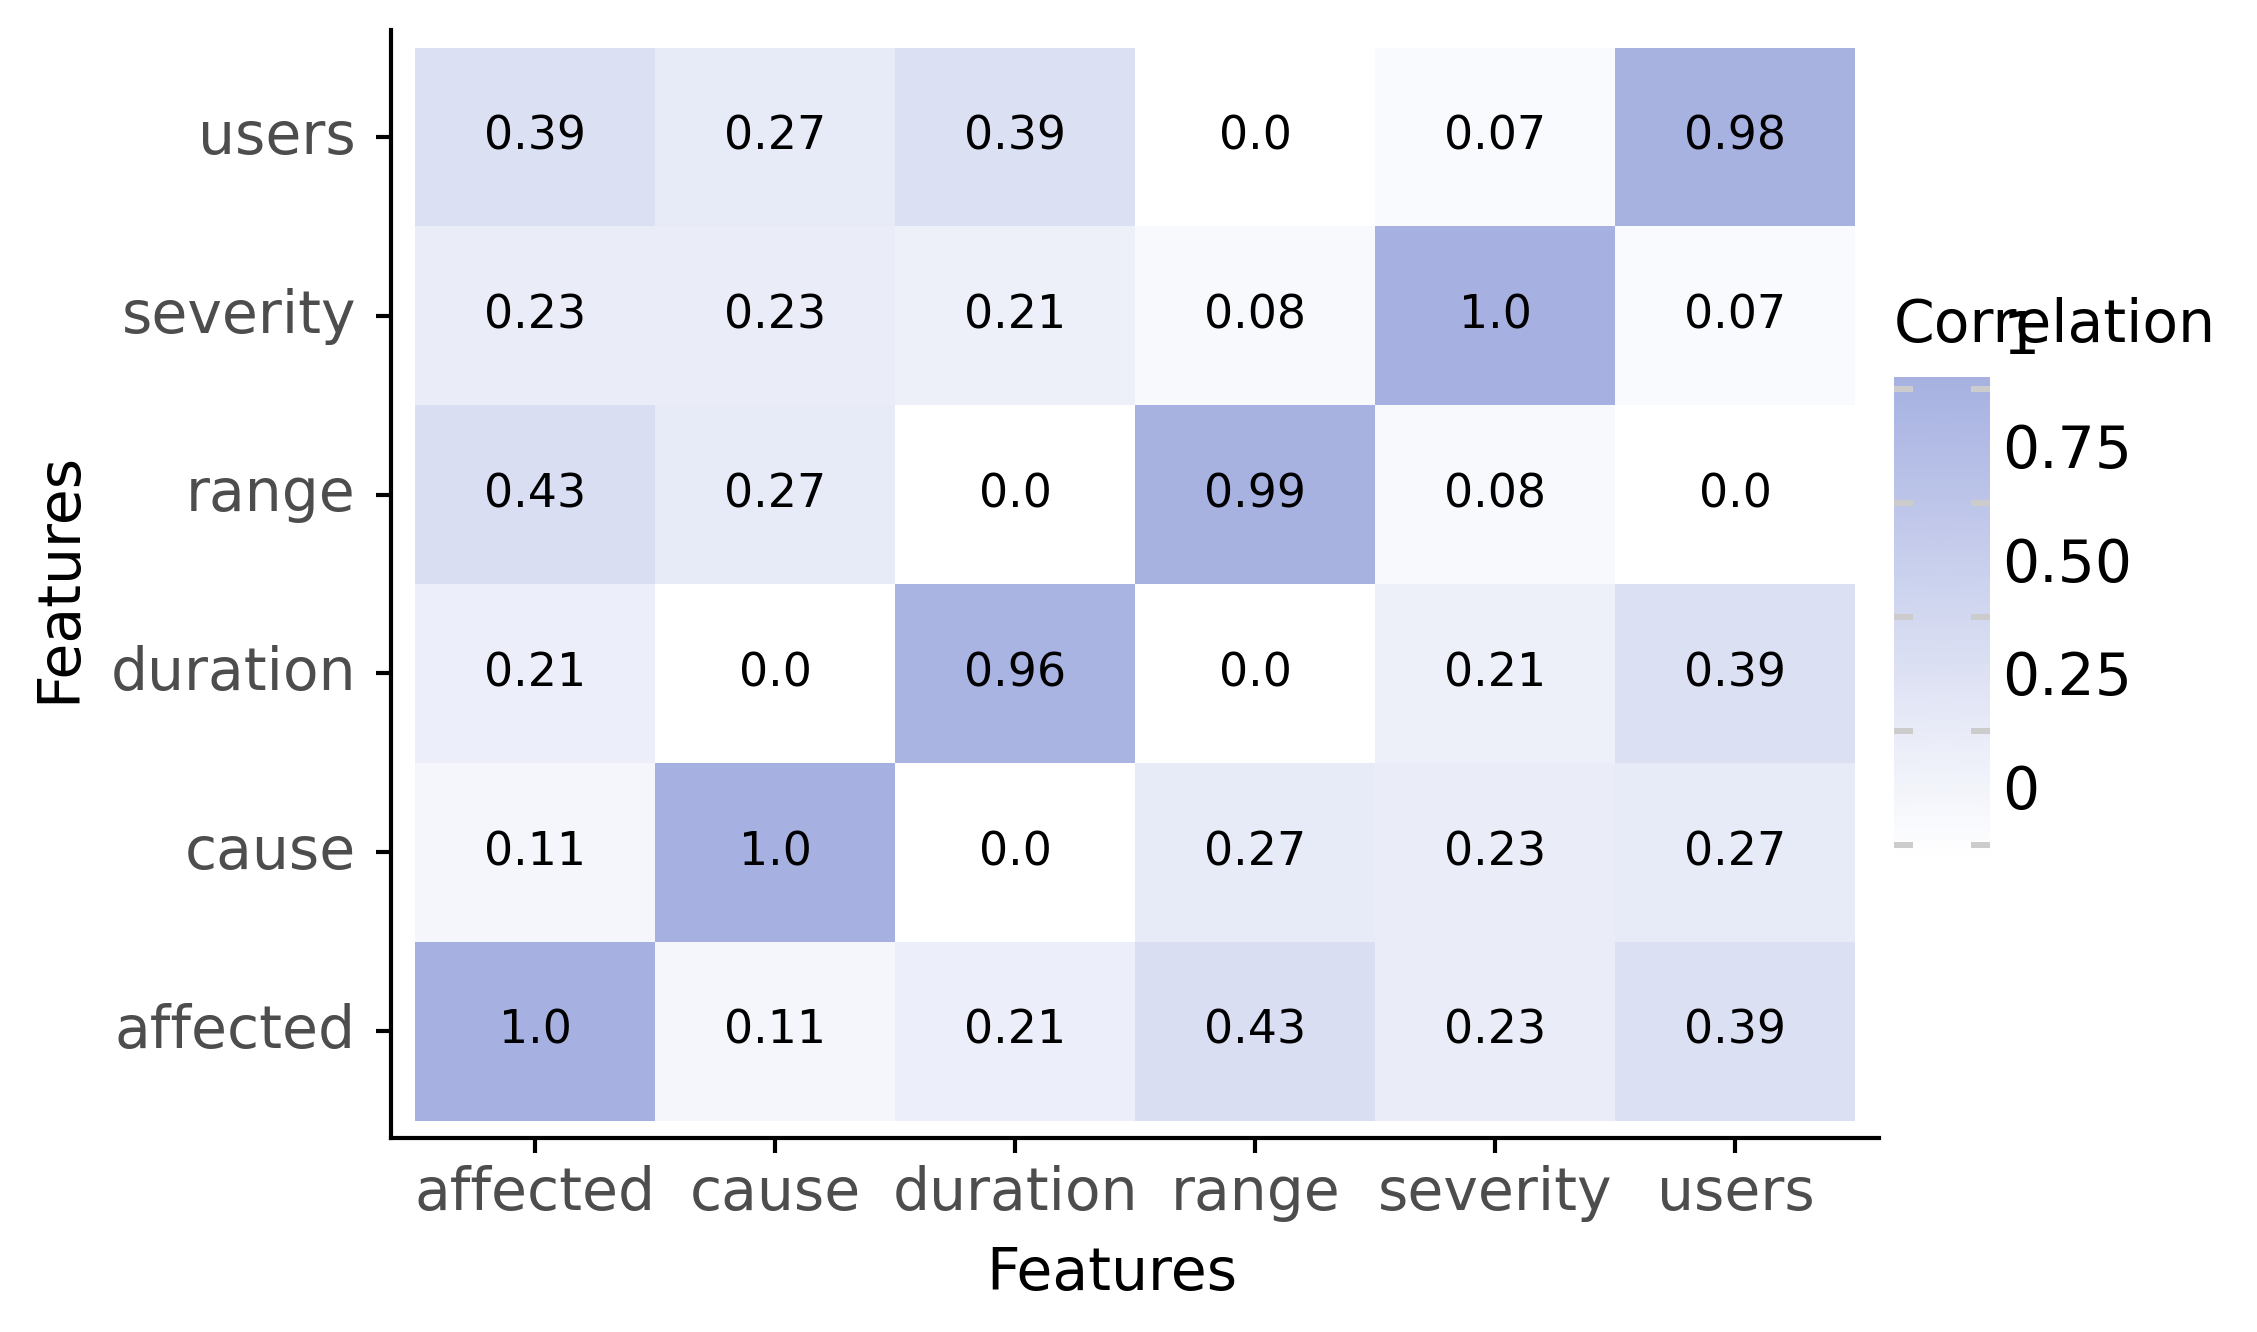 users 0.39 0.27 0.39 0.0 0.07 0.98
severity 0.23 0.23 0.21 0.08 1.0 0.07
range 0.43 0.27 0.0 0.99 0.08 0.0
duration 0.21 0.0 0.96 0.0 0.21 0.39
cause 0.11 1.0 0.0 0.27 0.23 0.27
affected 1.0 0.11 0.21 0.43 0.23 0.39
affected cause duration range severity users
Features
Features
Correlation
1
0.75
0.50
0.25
0